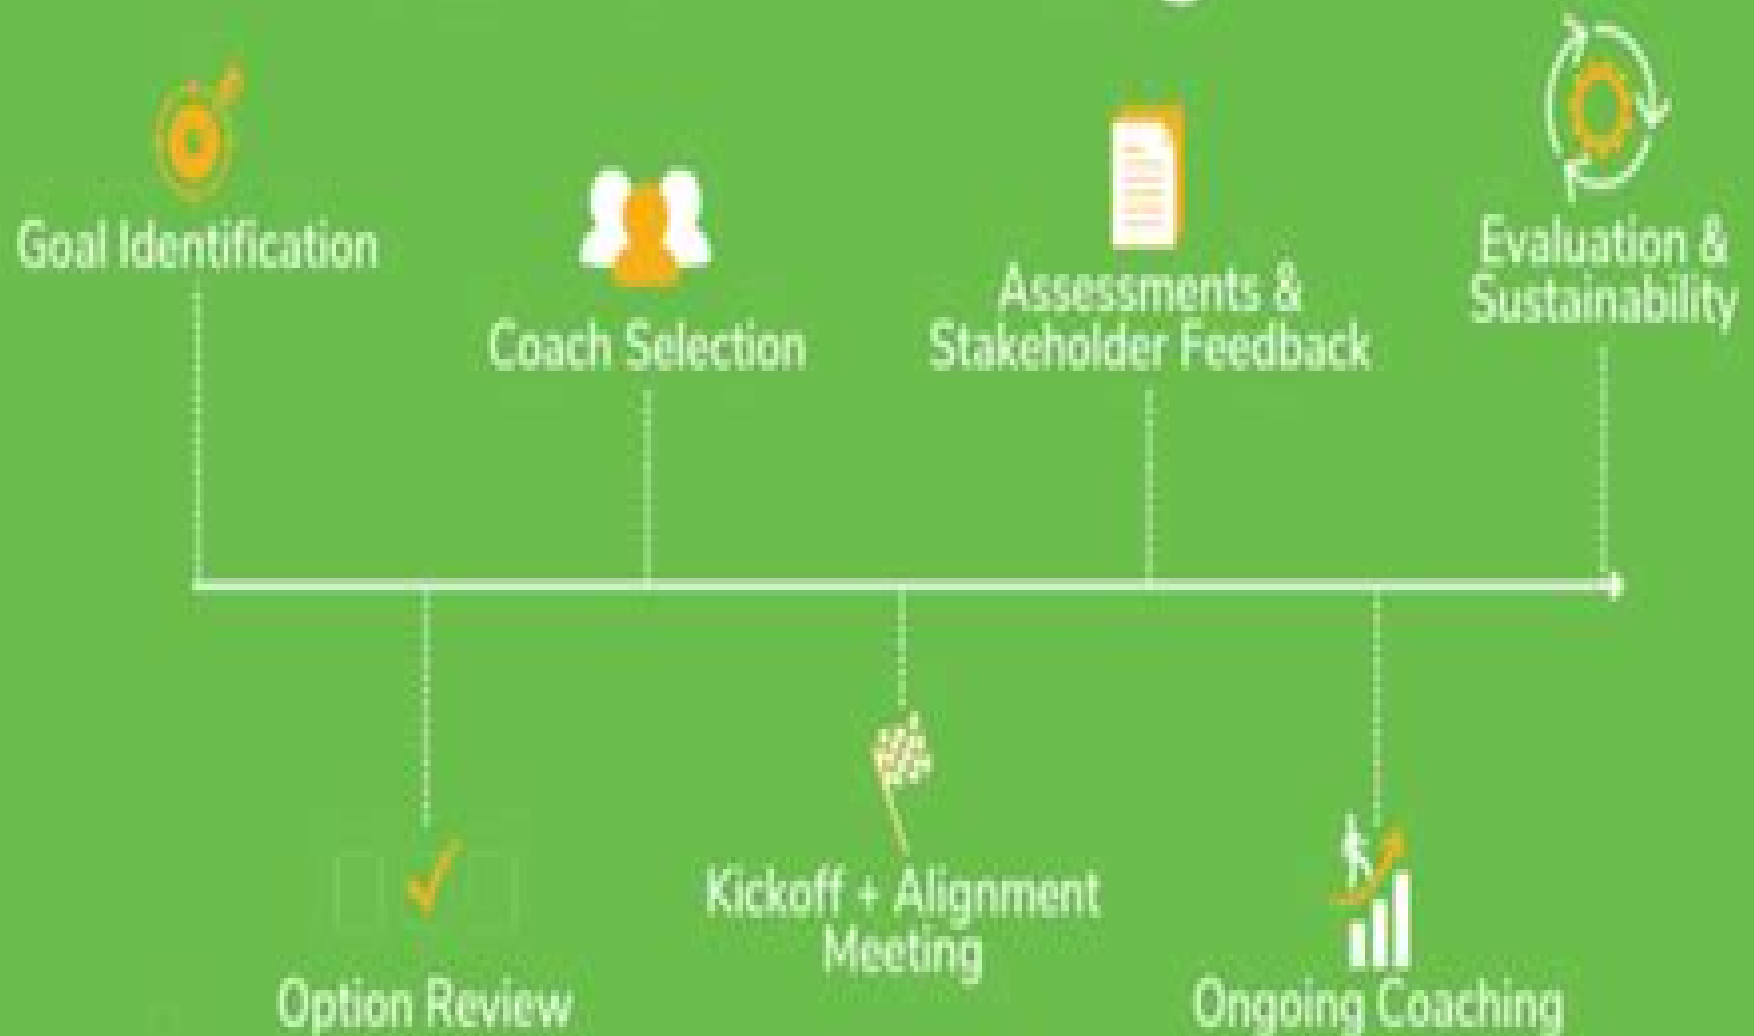 Goal Identification
Coach Selection
Assessments &
Stakeholder Feedback
Evaluation &
Sustainability
Option Review
Kickoff + Alignment
Meeting
Ongoing Coaching